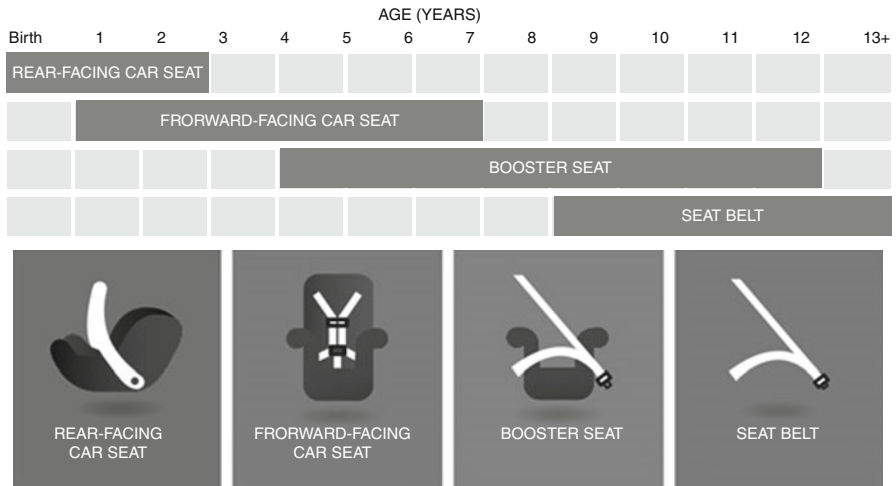 AGE (YEARS)
Birth 1 2 3 4 5 6 7 8 9 10 11 12 13+
REAR-FACING CAR SEAT
FRORWARD-FACING CAR SEAT
BOOSTER SEAT
SEAT BELT
REAR-FACING
CAR SEAT
FRORWARD-FACING
CAR SEAT
BOOSTER SEAT
SEAT BELT